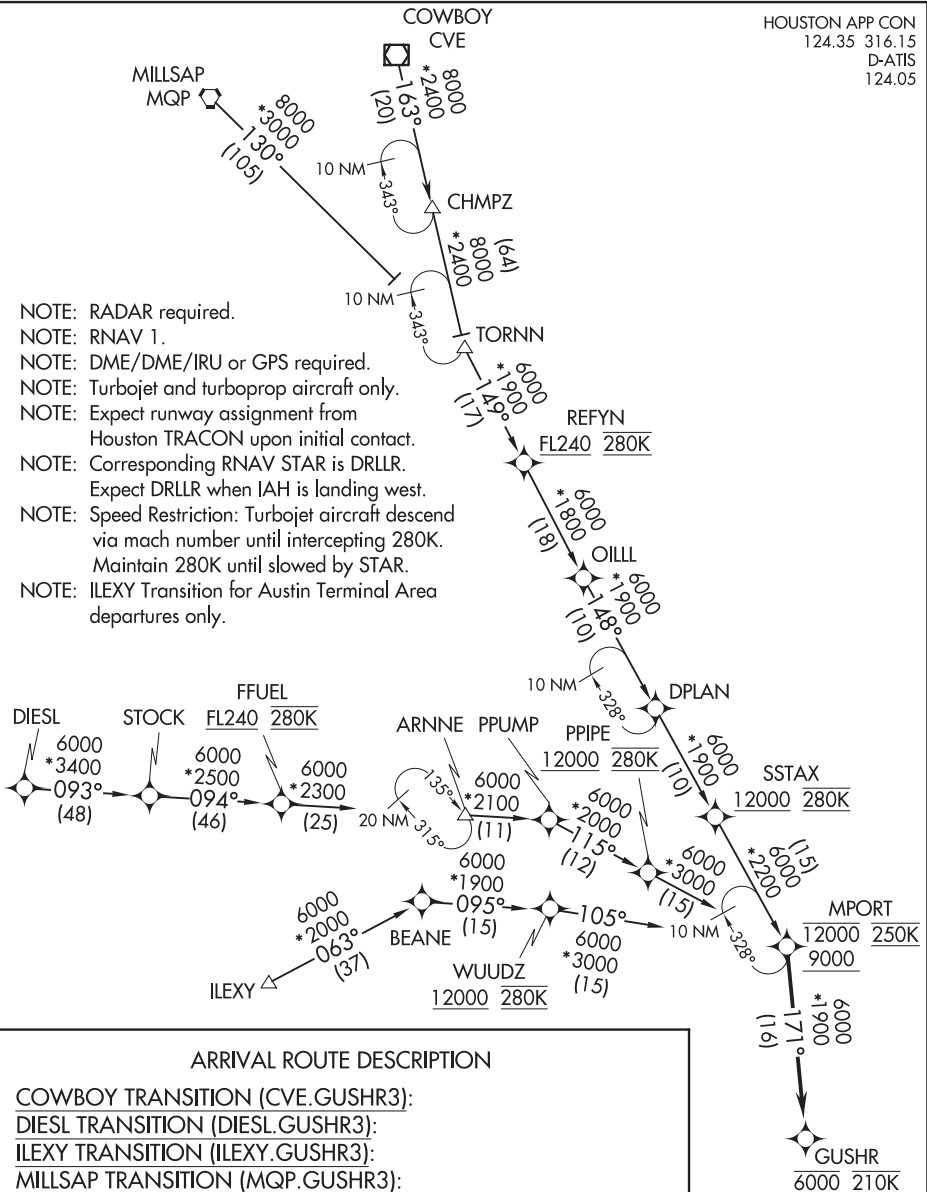 COWBOY
CVE
HOUSTON APP CON
124.35 316.15
D-ATIS
124.05
MILLSAP
MQP
8000
*3000
130°
(105)
8000
*2400
163°
(20)
10 NM
343°
CHMPZ
(64)
8000
*2400
10 NM
343°
TORNN
NOTE: RADAR required.
NOTE: RNAV 1.
NOTE: DME/DME/IRU or GPS required.
NOTE: Turbojet and turboprop aircraft only.
NOTE: Expect runway assignment from
Houston TRACON upon initial contact.
NOTE: Corresponding RNAV STAR is DRLLR.
Expect DRLLR when IAH is landing west.
NOTE: Speed Restriction: Turbojet aircraft descend
via mach number until intercepting 280K.
Maintain 280K until slowed by STAR.
NOTE: ILEXY Transition for Austin Terminal Area
departures only.
6000
*1900
149°
(17)
REFYN
FL240 280K
6000
*1800
(18)
OILLL
6000
*1900
148°
(10)
10 NM
328°
DPLAN
6000
*1900
(10)
SSTAX
12000 280K
(15)
6000
*2200
DIESL
6000
*3400
093°
(48)
STOCK
6000
*2500
094°
(46)
FFUEL
FL240 280K
6000
*2300
(25)
20 NM
135°
315°
ARNNE
6000
*2100
(11)
PPUMP
6000
*2000
115°
(12)
PPIPE
12000 280K
6000
*3000
(15)
10 NM
328°
MPORT
12000 250K
9000
ILEXY
6000
*2000
063°
(37)
BEANE
6000
*1900
095°
(15)
WUUDZ
12000 280K
105°
6000
*3000
(15)
6000
*1900
171°
(16)
GUSHR
6000 210K
ARRIVAL ROUTE DESCRIPTION
COWBOY TRANSITION (CVE.GUSHR3):
DIESL TRANSITION (DIESL.GUSHR3):
ILEXY TRANSITION (ILEXY.GUSHR3):
MILLSAP TRANSITION (MQP.GUSHR3):